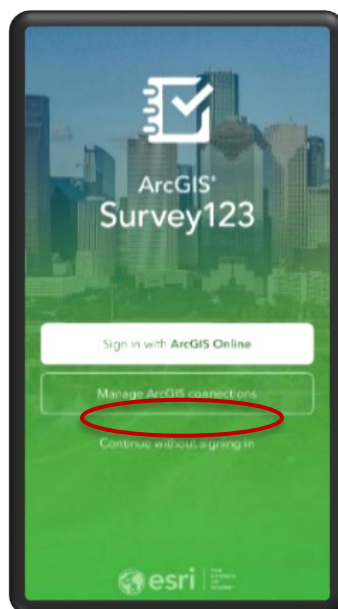 ArcGIS®
Survey123
Sign in with ArcGIS Online
Manage ArcGIS connections
Continue without signing in
esri